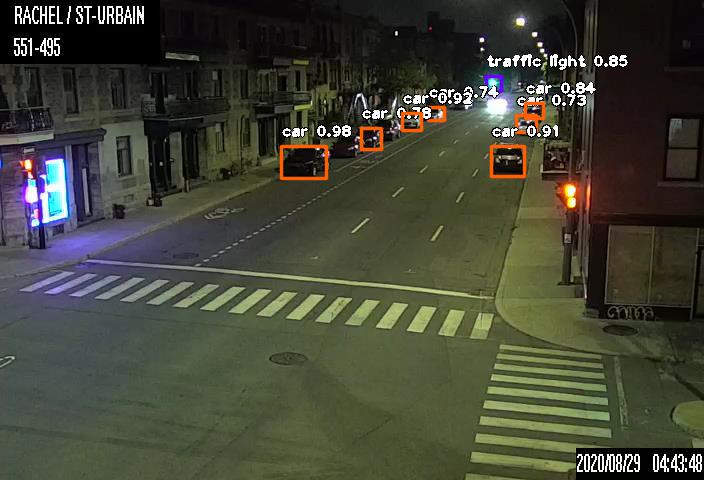 RACHEL / ST-URBAIN
551-495
traffic light 0.85
car 0.84
car 0.74
car 0.92
car 0.73
car 0.78
car 0.98
car 0.91
2020/08/29 04:43:48